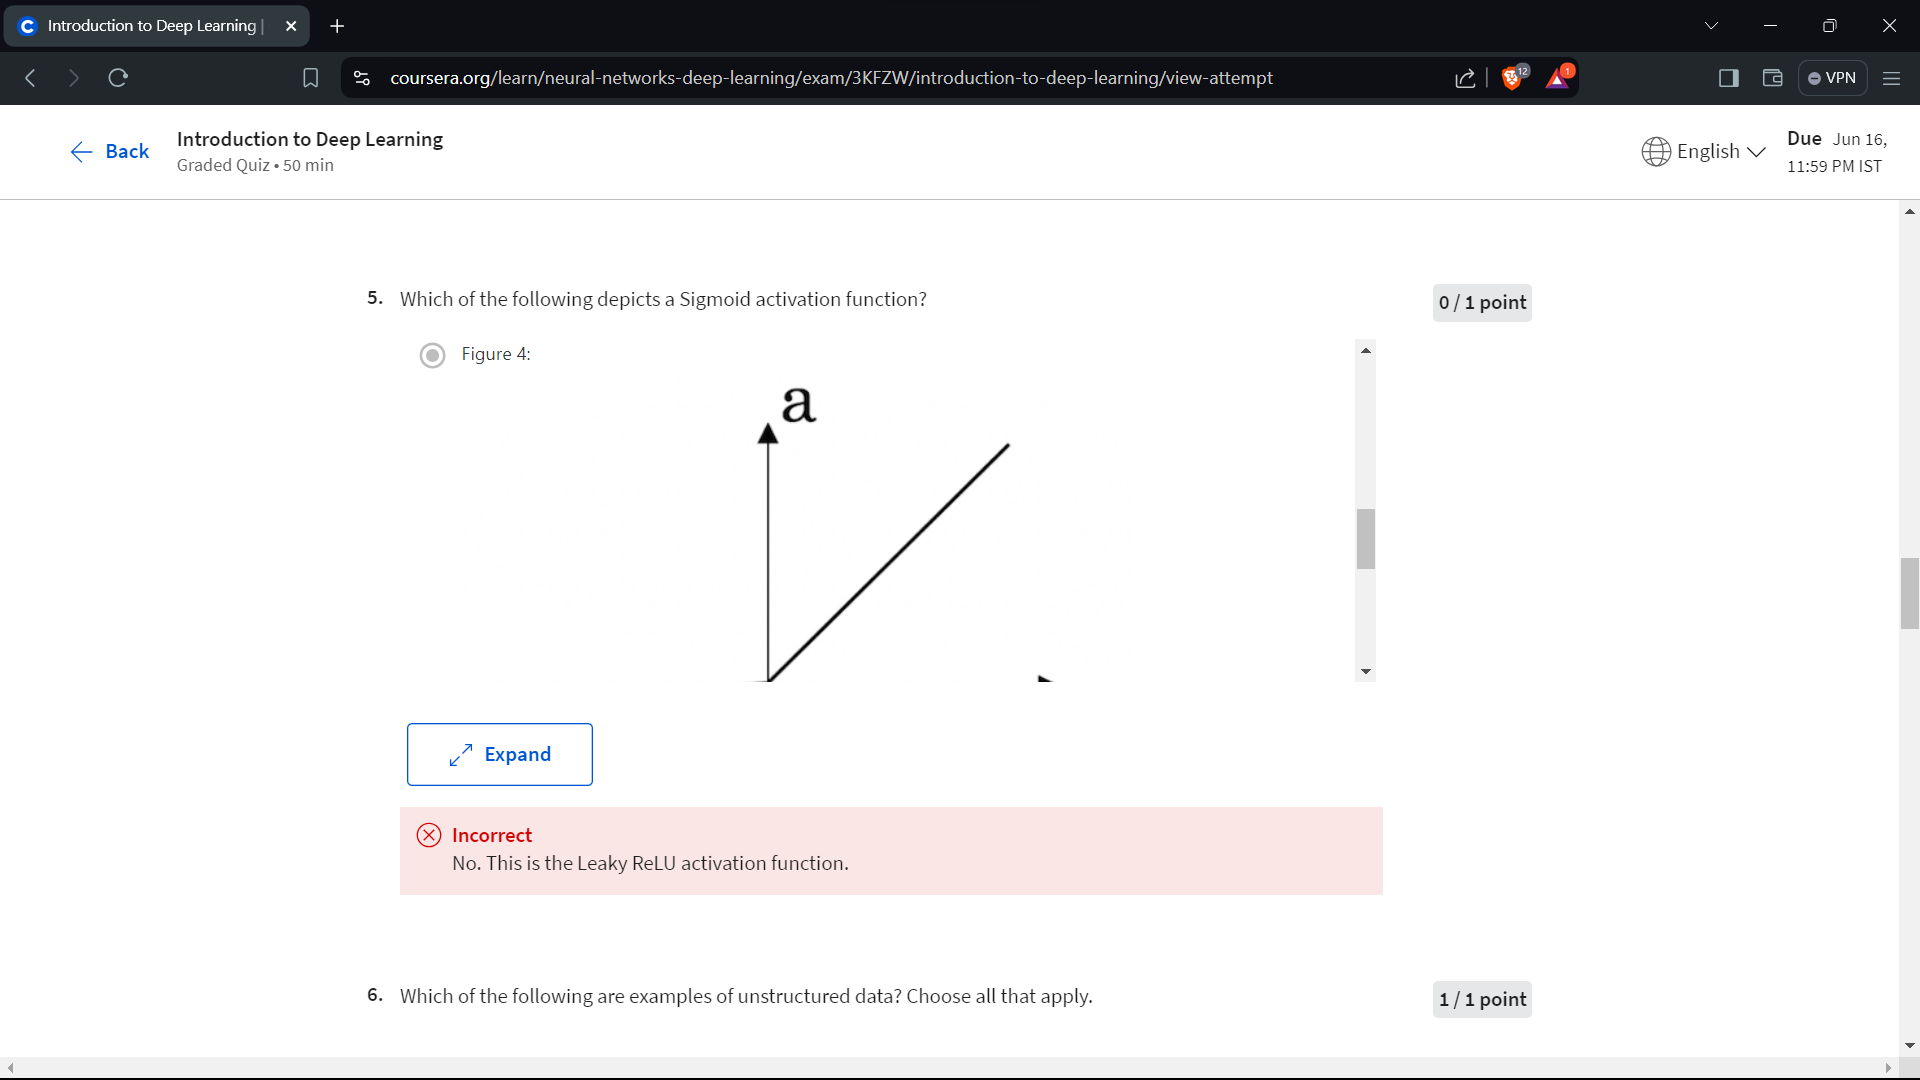 Introduction to Deep Learning |
coursera.org/learn/neural-networks-deep-learning/exam/3KFZW/introduction-to-deep-learning/view-attempt
12
1
VPN
Back
Introduction to Deep Learning
Graded Quiz • 50 min
English
Due Jun 16,
11:59 PM IST
5. Which of the following depicts a Sigmoid activation function?
0 / 1 point
Figure 4:
a
Expand
Incorrect
No. This is the Leaky ReLU activation function.
6. Which of the following are examples of unstructured data? Choose all that apply.
1 / 1 point